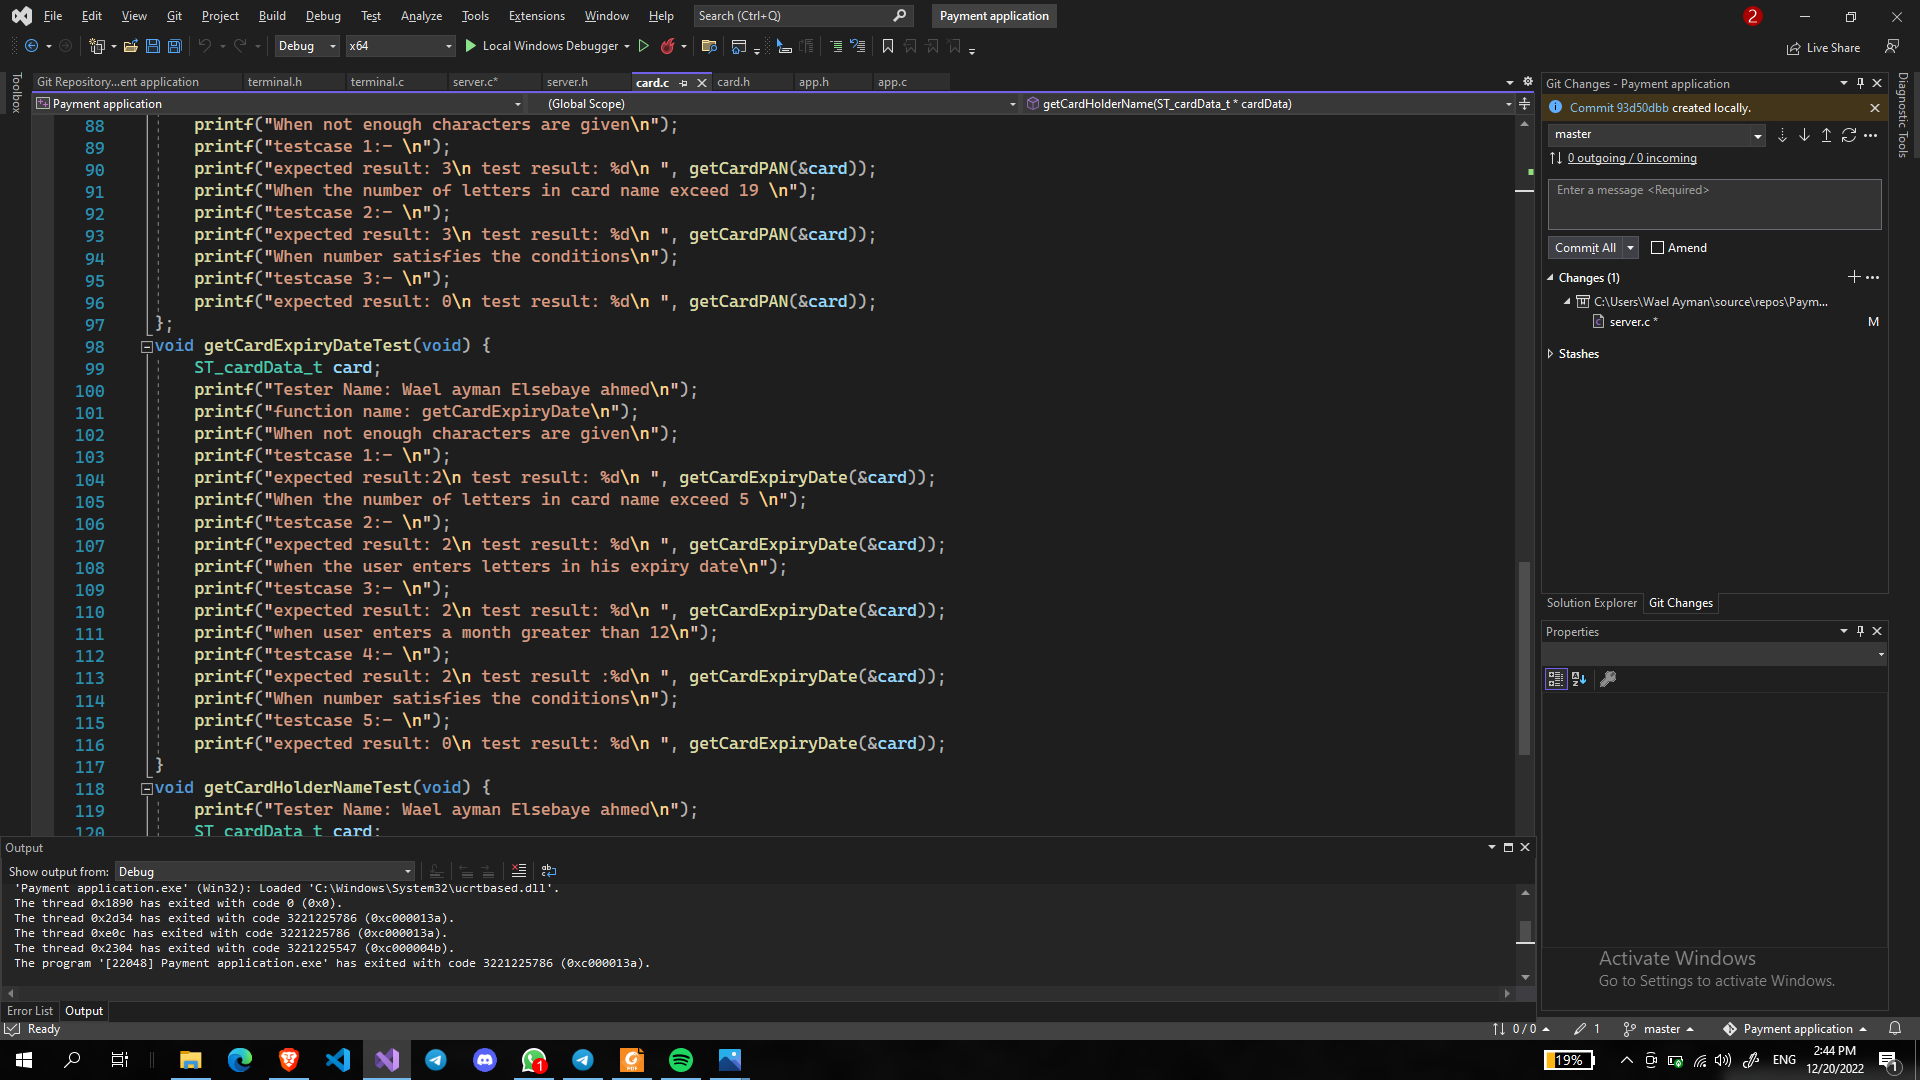 File Edit View Git Project Build Debug Test Analyze Tools Extensions Window Help Search (Ctrl+Q) Payment application 2
Debug x64 Local Windows Debugger Live Share
Toolbox
Git Repository...ent application terminal.h terminal.c server.c* server.h card.c card.h app.h app.c
Payment application (Global Scope) getCardHolderName(ST_cardData_t * cardData)
88 printf("When not enough characters are given\n");
89 printf("testcase 1:- \n");
90 printf("expected result: 3\n test result: %d\n ", getCardPAN(&card));
91 printf("When the number of letters in card name exceed 19 \n");
92 printf("testcase 2:- \n");
93 printf("expected result: 3\n test result: %d\n ", getCardPAN(&card));
94 printf("When number satisfies the conditions\n");
95 printf("testcase 3:- \n");
96 printf("expected result: 0\n test result: %d\n ", getCardPAN(&card));
97 };
98 void getCardExpiryDateTest(void) {
99 ST_cardData_t card;
100 printf("Tester Name: Wael ayman Elsebaye ahmed\n");
101 printf("function name: getCardExpiryDate\n");
102 printf("When not enough characters are given\n");
103 printf("testcase 1:- \n");
104 printf("expected result:2\n test result: %d\n ", getCardExpiryDate(&card));
105 printf("When the number of letters in card name exceed 5 \n");
106 printf("testcase 2:- \n");
107 printf("expected result: 2\n test result: %d\n ", getCardExpiryDate(&card));
108 printf("when the user enters letters in his expiry date\n");
109 printf("testcase 3:- \n");
110 printf("expected result: 2\n test result: %d\n ", getCardExpiryDate(&card));
111 printf("when user enters a month greater than 12\n");
112 printf("testcase 4:- \n");
113 printf("expected result: 2\n test result :%d\n ", getCardExpiryDate(&card));
114 printf("When number satisfies the conditions\n");
115 printf("testcase 5:- \n");
116 printf("expected result: 0\n test result: %d\n ", getCardExpiryDate(&card));
117 }
118 void getCardHolderNameTest(void) {
119 printf("Tester Name: Wael ayman Elsebaye ahmed\n");
120 ST_cardData_t card;
Output
Show output from: Debug
'Payment application.exe' (Win32): Loaded 'C:\Windows\System32\ucrtbased.dll'.
The thread 0x1890 has exited with code 0 (0x0).
The thread 0x2d34 has exited with code 3221225786 (0xc000013a).
The thread 0xe0c has exited with code 3221225786 (0xc000013a).
The thread 0x2304 has exited with code 3221225547 (0xc000004b).
The program '[22048] Payment application.exe' has exited with code 3221225786 (0xc000013a).
Error List Output
Ready
Git Changes - Payment application
Commit 93d50dbb created locally.
master
0 outgoing / 0 incoming
Enter a message <Required>
Commit All Amend
Changes (1)
C:\Users\Wael Ayman\source\repos\Paym...
server.c * M
Stashes
Solution Explorer Git Changes
Properties
Diagnostic Tools
Activate Windows
Go to Settings to activate Windows.
0 / 0 1 master Payment application
1 19% ENG 2:44 PM
12/20/2022 1